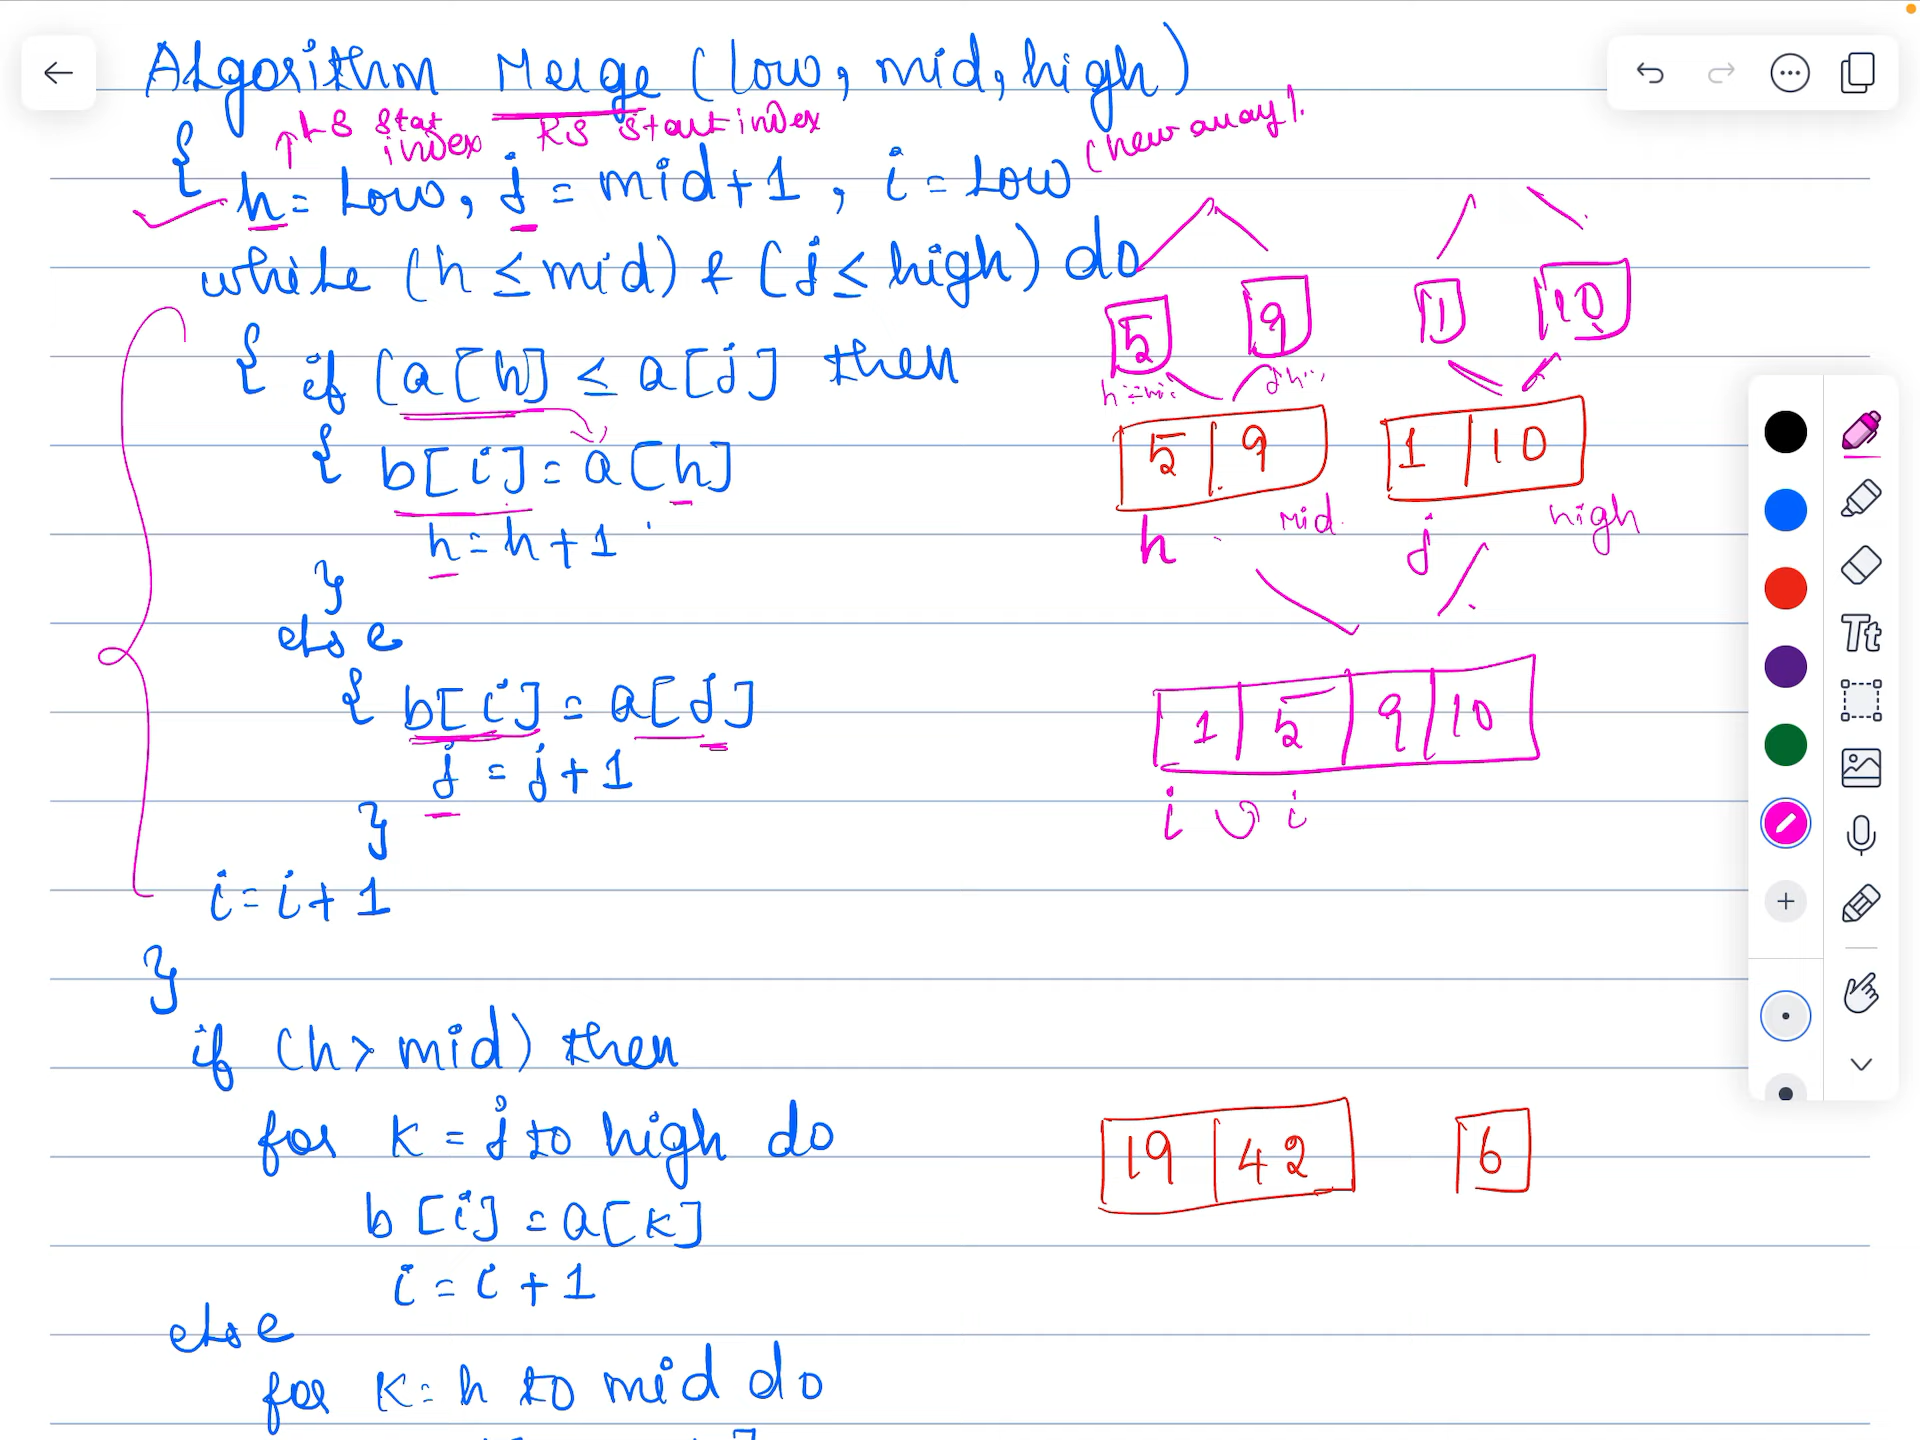 Algorithm Merge (low, mid, high)
{
↑ LS Stat index
RS Start index
(new array).
h = Low, j = mid+1, i = Low
while (h ≤ mid) & (j ≤ high) do
{ if (a[h] ≤ a[j] then
{ b[i] = a[h]
h = h+1
}
else
{ b[i] = a[j]
j = j+1
}
i = i+1
}
if (h > mid) then
for K = j to high do
b[i] = a[K]
i = i+1
else
for K = h to mid do
5 9 1 10
5 9 1 10
h mid j high
1 5 9 10
i i
19 42 6
Tt